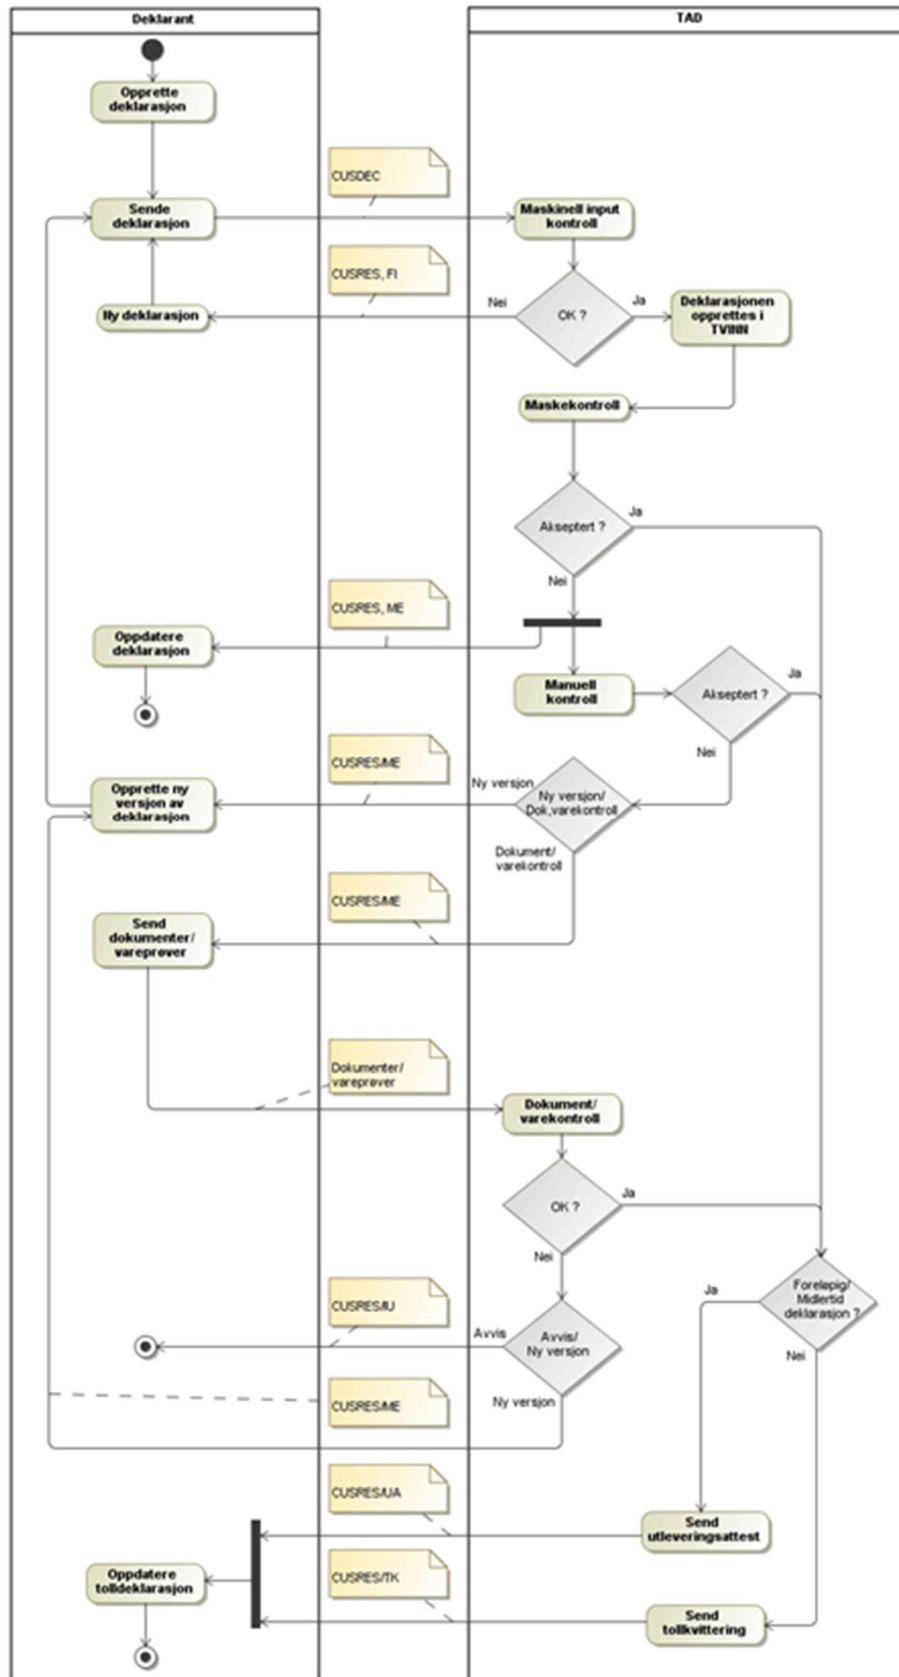 Deklarant
TAD
Opprette
deklarasjon
CUSDEC
Sende
deklarasjon
Maskinell input
kontroll
CUSRES, FI
Ny deklarasjon
Nei
OK ?
Ja
Deklarasjonen
opprettes i
TVINN
Maskekontroll
Akseptert ?
Ja
Nei
CUSRES, ME
Oppdatere
deklarasjon
Manuell
kontroll
Akseptert ?
Ja
Nei
CUSRES/ME
Opprette ny
versjon av
deklarasjon
Ny versjon
Ny versjon/
Dok,varekontroll
Dokument/
varekontroll
CUSRES/ME
Send
dokumenter/
vareprøver
Dokumenter/
vareprøver
Dokument/
varekontroll
OK ?
Ja
Nei
Foreløpig/
Midlertid
deklarasjon ?
Ja
Nei
CUSRES/IU
Avvis
Avvis/
Ny versjon
Ny versjon
CUSRES/ME
CUSRES/UA
Send
utleveringsattest
CUSRES/TK
Oppdatere
tolldeklarasjon
Send
tollkvittering